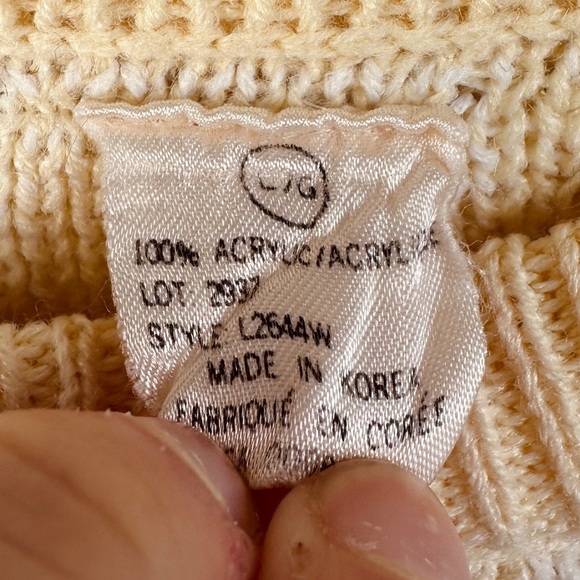 L/G
100% ACRYLIC/ACRYLIQUE
LOT 2937
STYLE L2644W
MADE IN KOREA
FABRIQUÉ EN CORÉE